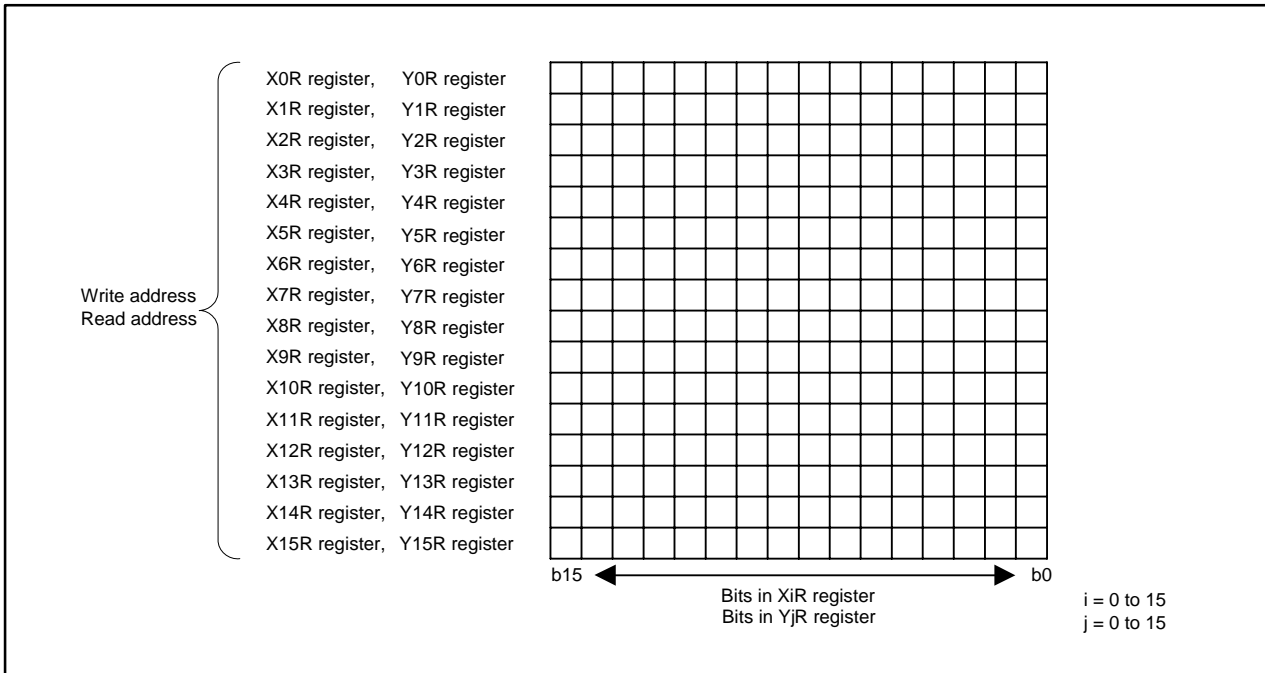 X0R register, Y0R register
X1R register, Y1R register
X2R register, Y2R register
X3R register, Y3R register
X4R register, Y4R register
X5R register, Y5R register
X6R register, Y6R register
X7R register, Y7R register
X8R register, Y8R register
X9R register, Y9R register
X10R register, Y10R register
X11R register, Y11R register
X12R register, Y12R register
X13R register, Y13R register
X14R register, Y14R register
X15R register, Y15R register
Write address
Read address
b15 b0
Bits in XiR register
Bits in YjR register
i = 0 to 15
j = 0 to 15